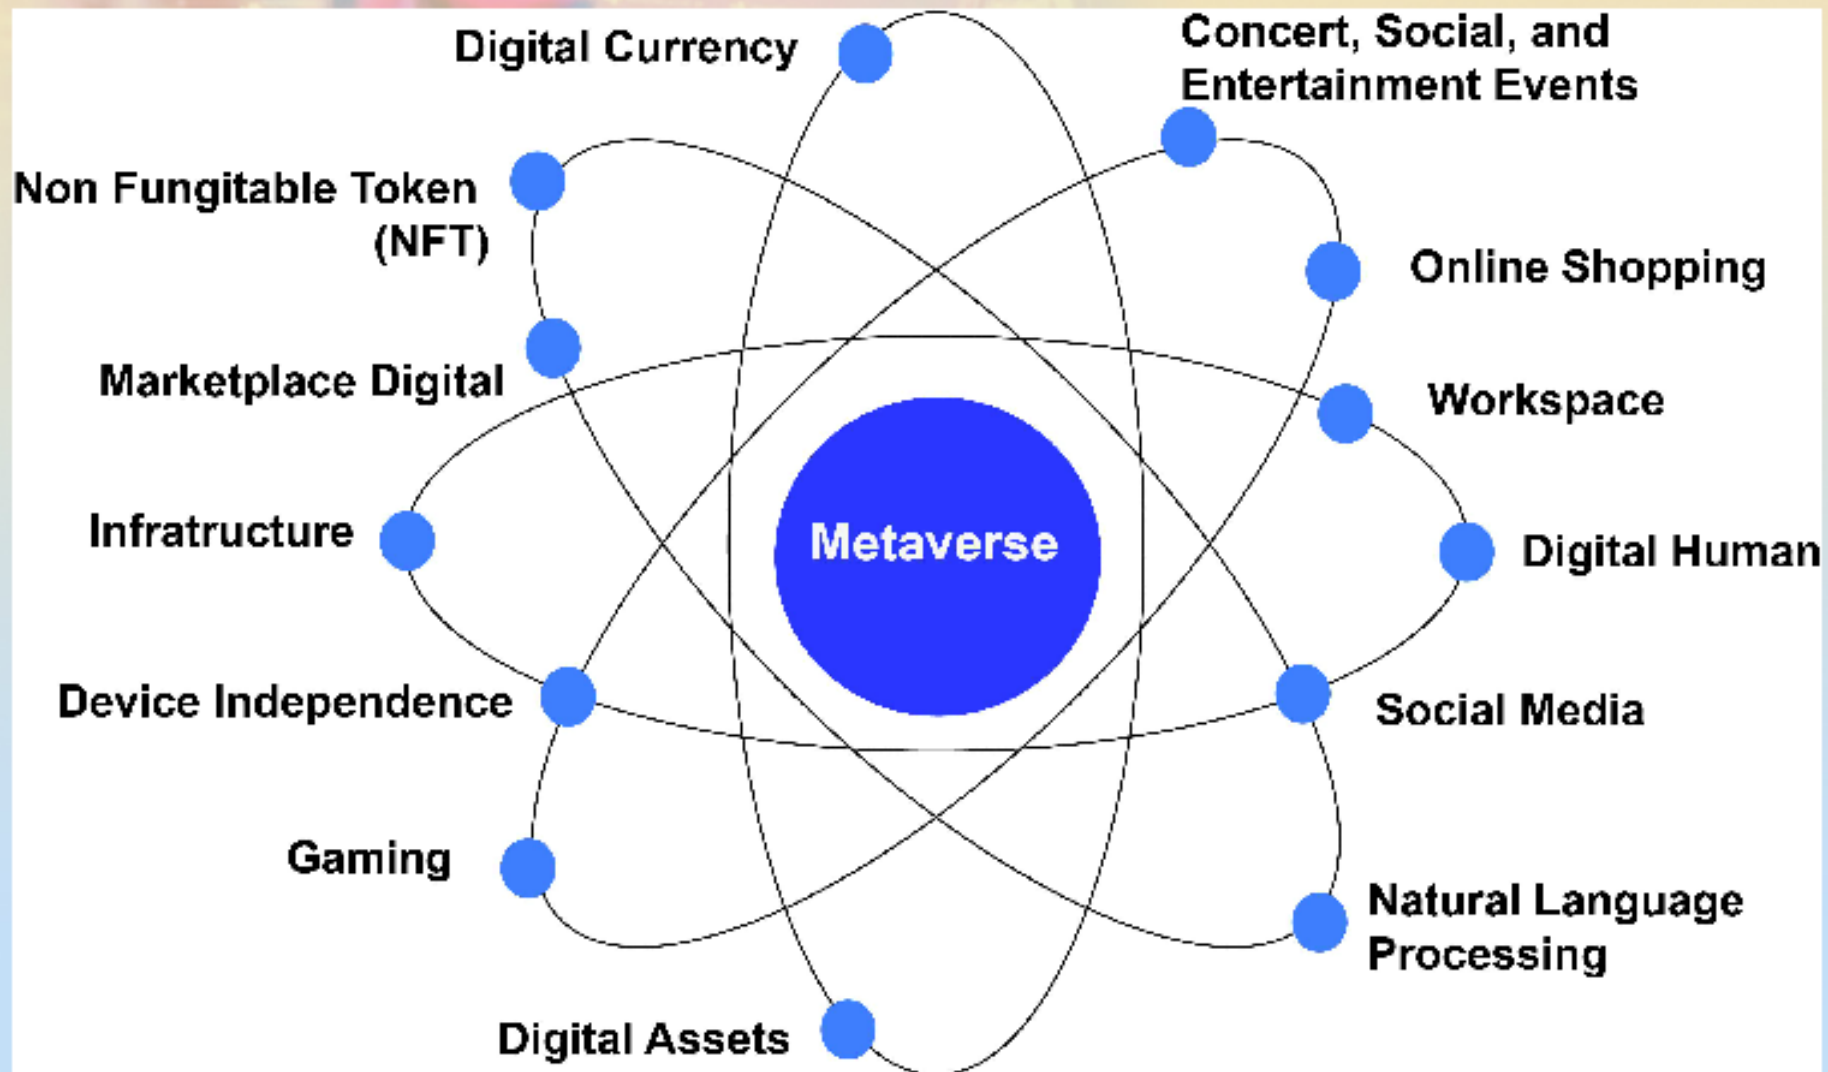 Digital Currency
Concert, Social, and
Entertainment Events
Non Fungitable Token
(NFT)
Online Shopping
Marketplace Digital
Workspace
Infratructure
Metaverse
Digital Human
Device Independence
Social Media
Gaming
Natural Language
Processing
Digital Assets